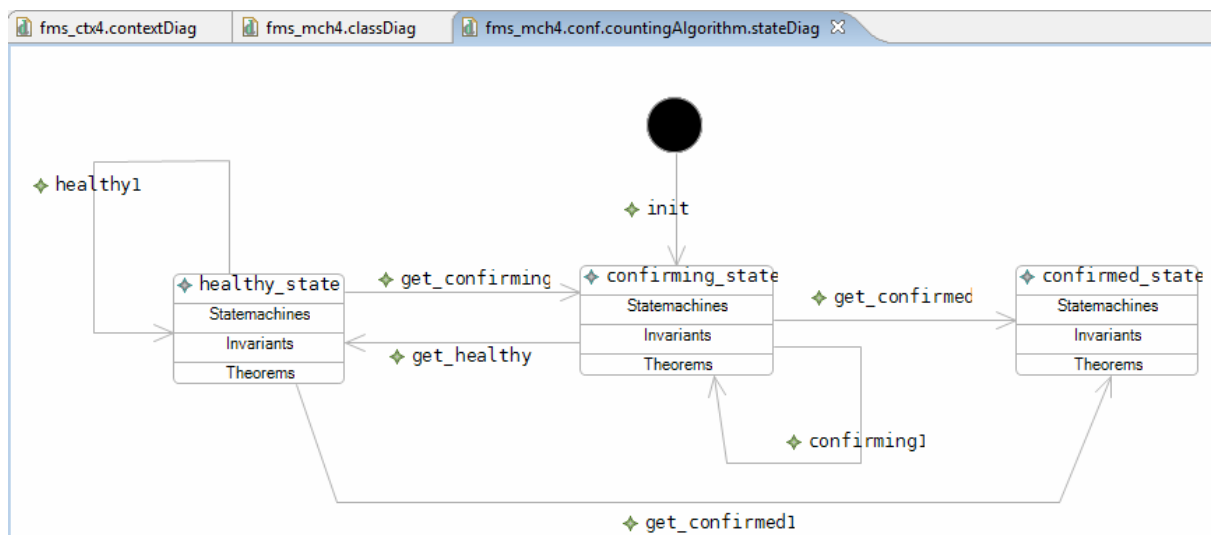 fms_ctx4.contextDiag
fms_mch4.classDiag
fms_mch4.conf.countingAlgorithm.stateDiag
healthy1
init
healthy_state
Statemachines
Invariants
Theorems
get_confirming
get_healthy
confirming_state
Statemachines
Invariants
Theorems
get_confirmed
confirmed_state
Statemachines
Invariants
Theorems
confirming1
get_confirmed1